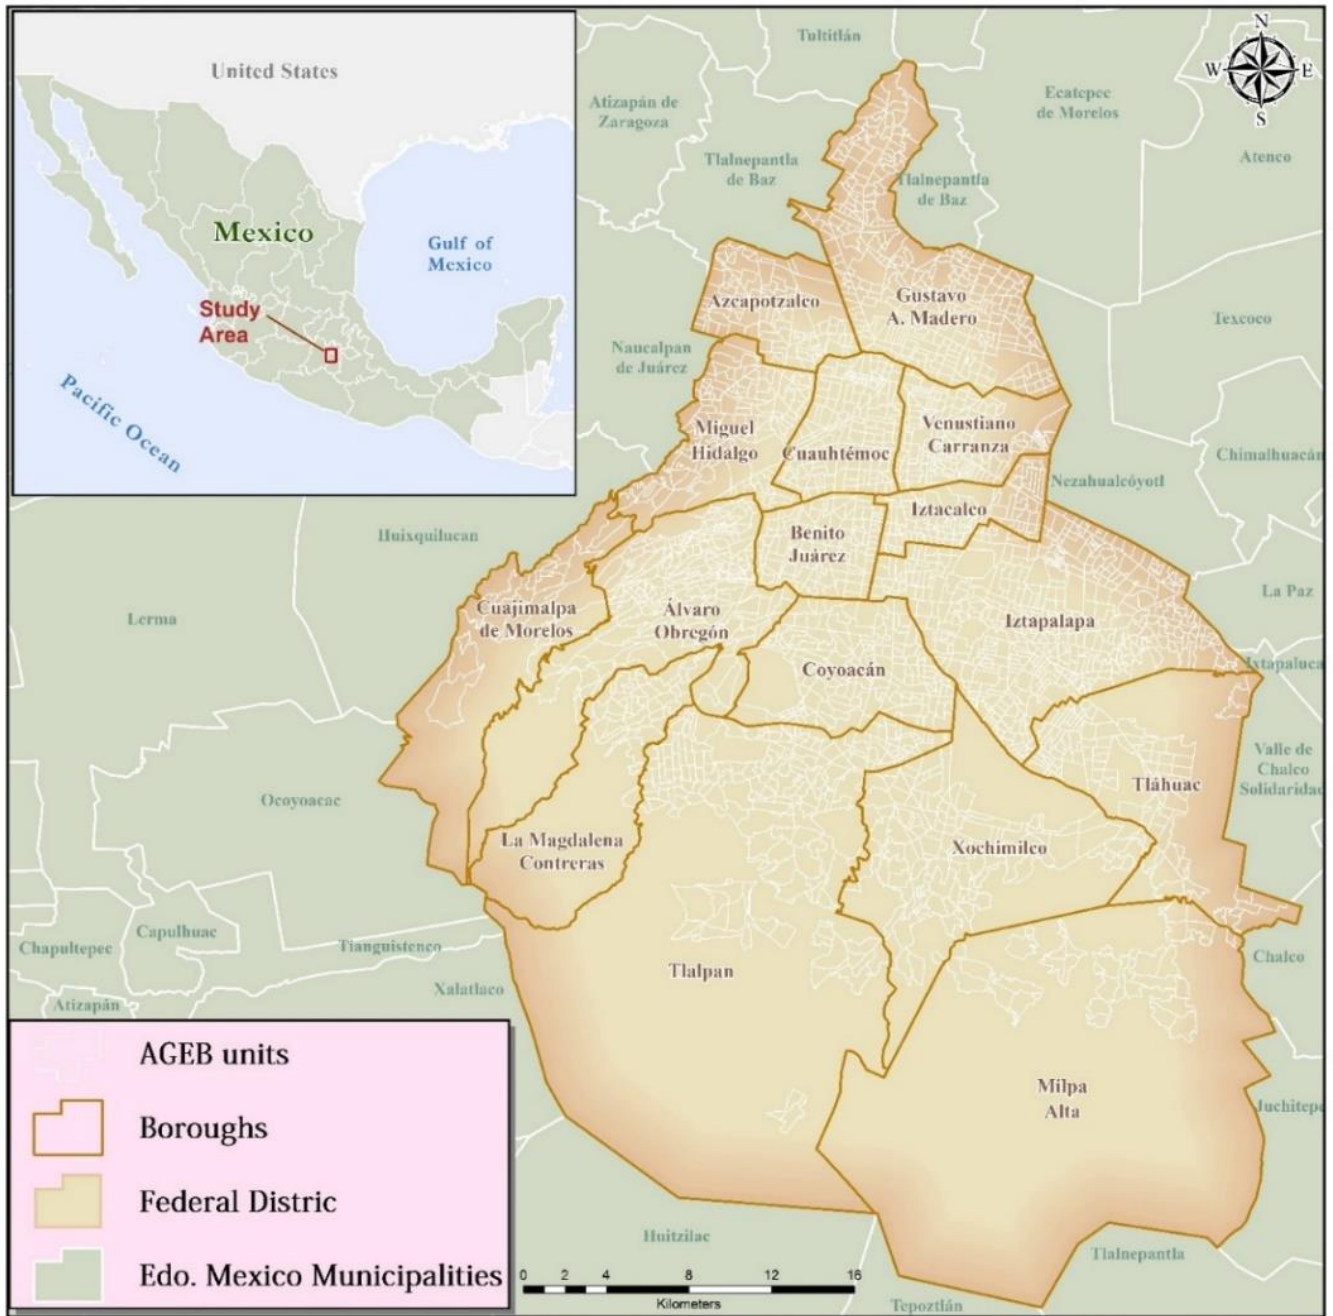 United States
Mexico
Gulf of
Mexico
Study
Area
Pacific Ocean
N
W
E
S
Tultitlán
Atizapán de
Zaragoza
Ecatepec
de Morelos
Tlalnepantla
de Baz
Tlalnepantla
de Baz
Atenco
Azcapotzalco
Gustavo
A. Madero
Texcoco
Naucalpan
de Juárez
Miguel
Hidalgo
Cuauhtémoc
Venustiano
Carranza
Chimalhuacán
Nezahualcóyotl
Iztacalco
Huixquilucan
Benito
Juárez
La Paz
Lerma
Cuajimalpa
de Morelos
Álvaro
Obregón
Iztapalapa
Coyoacán
Ixtapaluca
Valle de
Chalco
Solidaridad
Tláhuac
Ocoyoacac
La Magdalena
Contreras
Xochimilco
Capulhuac
Chapultepec
Tianguistenco
Chalco
Tlalpan
Xalatlaco
Atizapán
Milpa
Alta
Juchitepe
AGEB units
Boroughs
Federal Distric
Edo. Mexico Municipalities
Huitzilac
Tlalnepantla
Tepoztlán
0 2 4 8 12 16
Kilometers